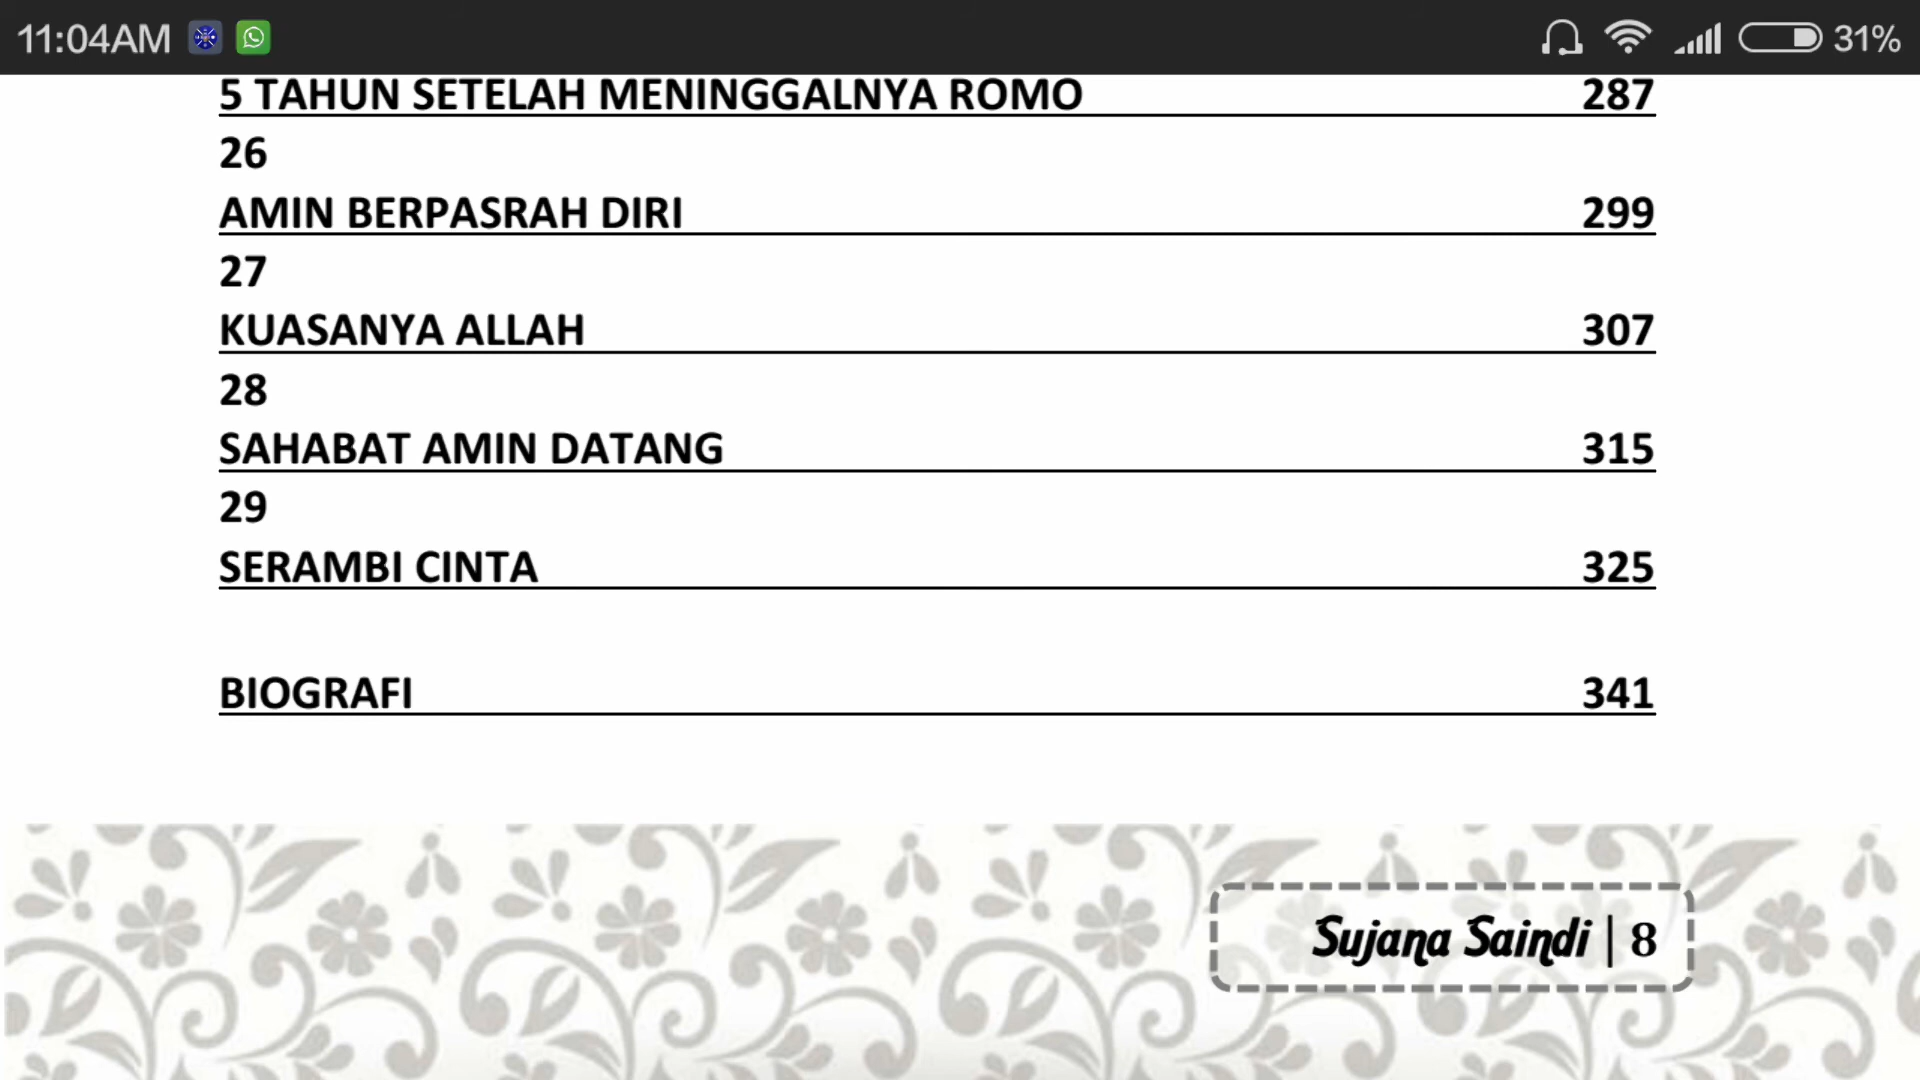 11:04AM 31%
5 TAHUN SETELAH MENINGGALNYA ROMO 287
26
AMIN BERPASRAH DIRI 299
27
KUASANYA ALLAH 307
28
SAHABAT AMIN DATANG 315
29
SERAMBI CINTA 325
BIOGRAFI 341
Sujana Saindi | 8